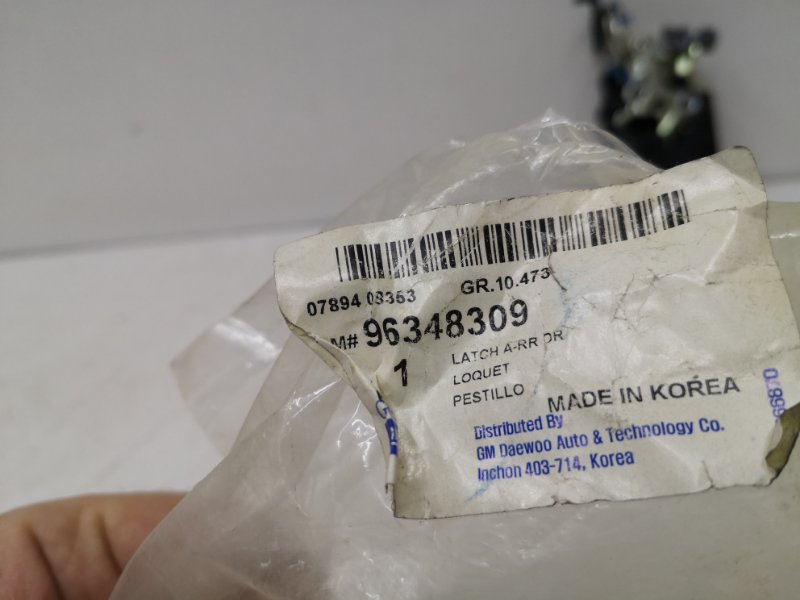 07894 08353 GR.10.473
M# 96348309
1 LATCH A-RR DR
LOQUET
PESTILLO
MADE IN KOREA
Distributed By
GM Daewoo Auto & Technology Co.
Inchon 403-714, Korea